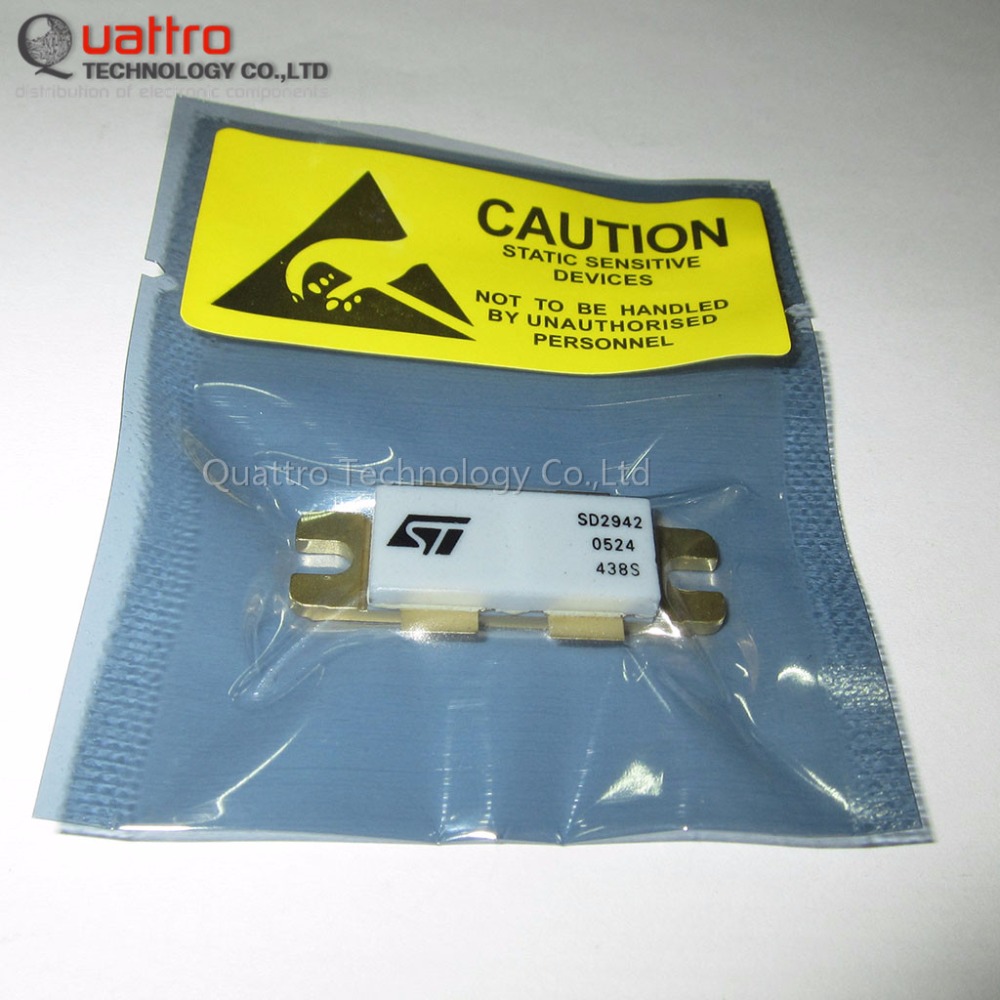 Quattro
TECHNOLOGY CO.,LTD
distribution of electronic components
CAUTION
STATIC SENSITIVE
DEVICES
NOT TO BE HANDLED
BY UNAUTHORISED
PERSONNEL
Quattro Technology Co.,Ltd
ST
SD2942
0524
438S